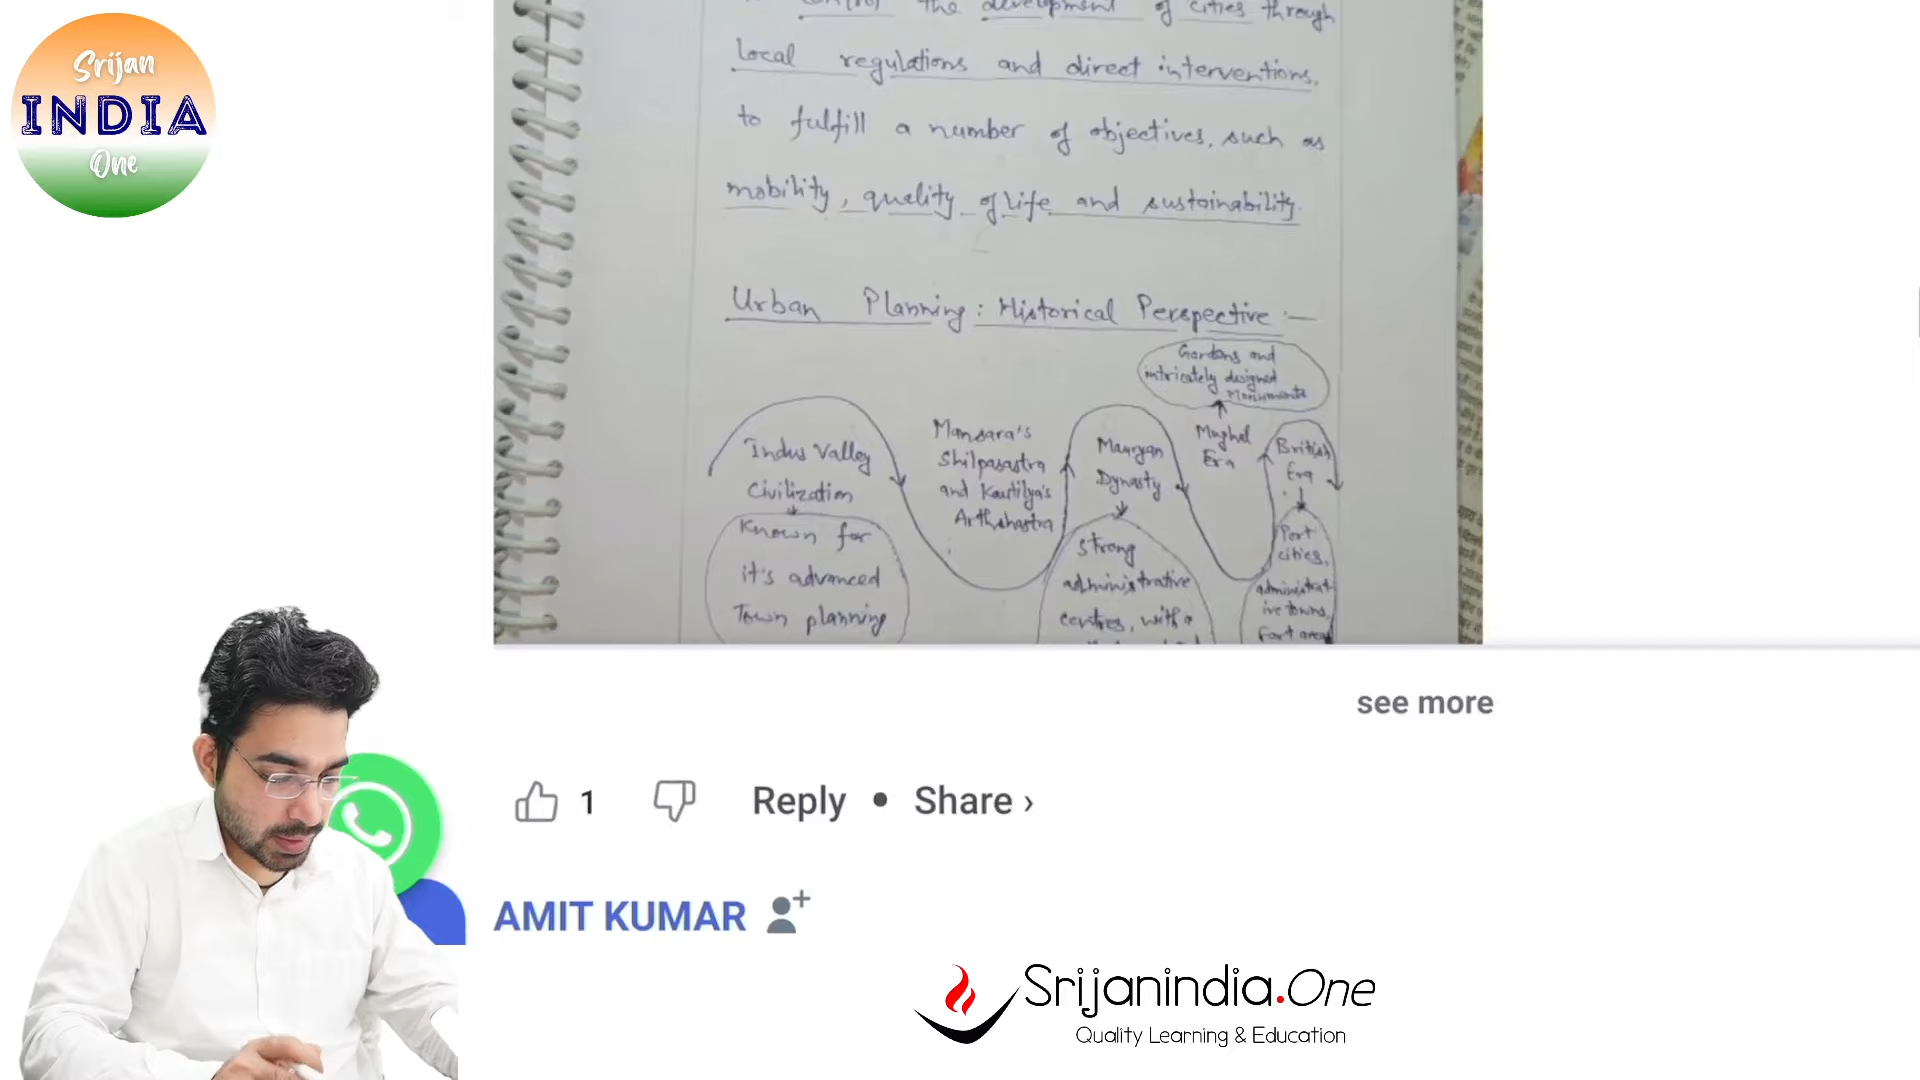 Srijan
INDIA
One
control the development of cities through
local regulations and direct interventions,
to fulfill a number of objectives, such as
mobility, quality of life and sustainability.
Urban Planning: Historical Perspective :—
Gardens and
intricately designed
Monuments
Indus Valley
Civilization
Known for
it's advanced
Town planning
Mansara's
Shilpasastra
and Kautilya's
Arthshastra
Mauryan
Dynasty
Strong
administrative
centres, with a
Mughal
Era
British
Era
Port
cities,
administrat
ive towns,
Fort areas
see more
1
Reply • Share ›
AMIT KUMAR
Srijanindia.One
Quality Learning & Education